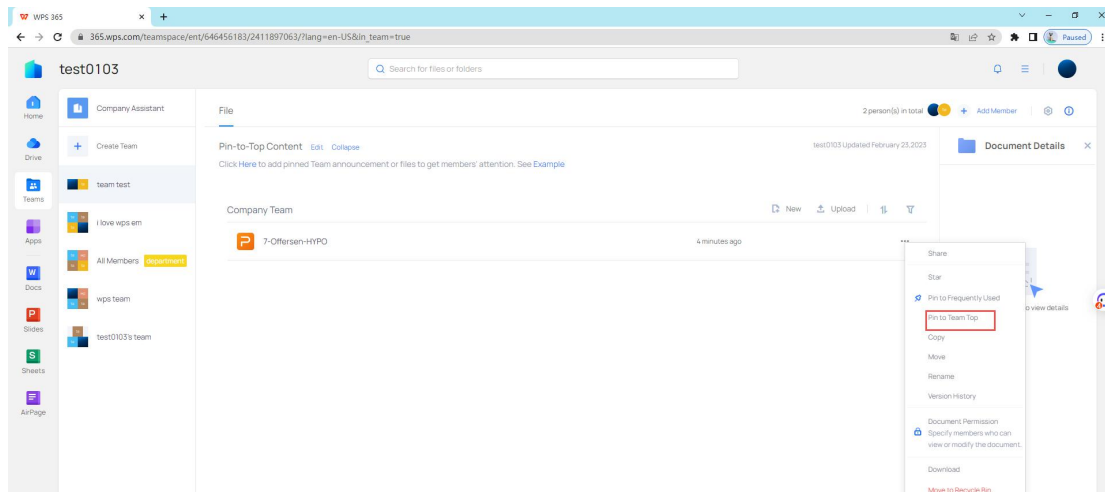 WPS 365
365.wps.com/teamspace/ent/646456183/2411897063/?lang=en-US&in_team=true
Paused
test0103
Search for files or folders
Home
Drive
Teams
Apps
Docs
Slides
Sheets
AirPage
Company Assistant
Create Team
team test
i love wps em
All Members department
wps team
test0103's team
File
2 person(s) in total
Add Member
Pin-to-Top Content Edit Collapse
test0103 Updated February 23,2023
Click Here to add pinned Team announcement or files to get members' attention. See Example
Company Team
New
Upload
7-Offersen-HYPO
4 minutes ago
Document Details
o view details
Share
Star
Pin to Frequently Used
Pin to Team Top
Copy
Move
Rename
Version History
Document Permission
Specify members who can
view or modify the document.
Download
Move to Recycle Bin